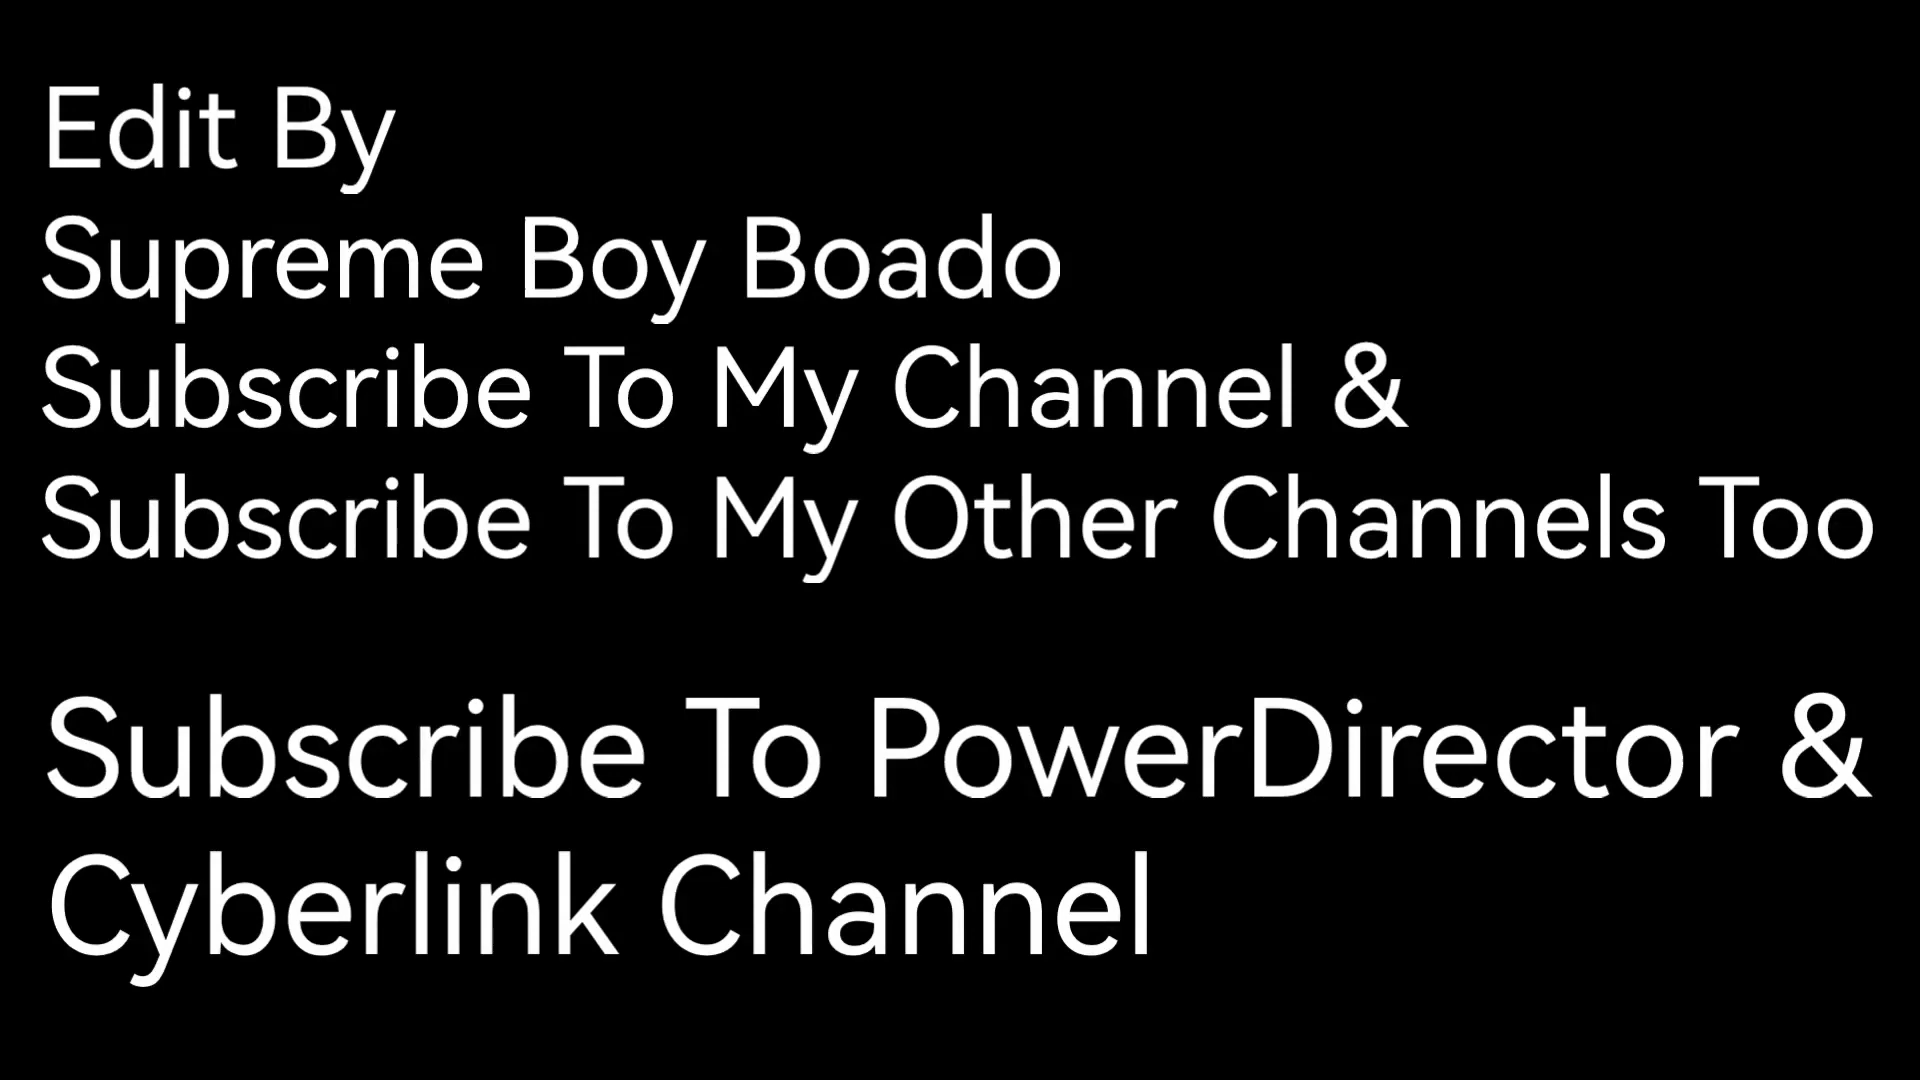 Edit By
Supreme Boy Boado
Subscribe To My Channel &
Subscribe To My Other Channels Too
Subscribe To PowerDirector &
Cyberlink Channel